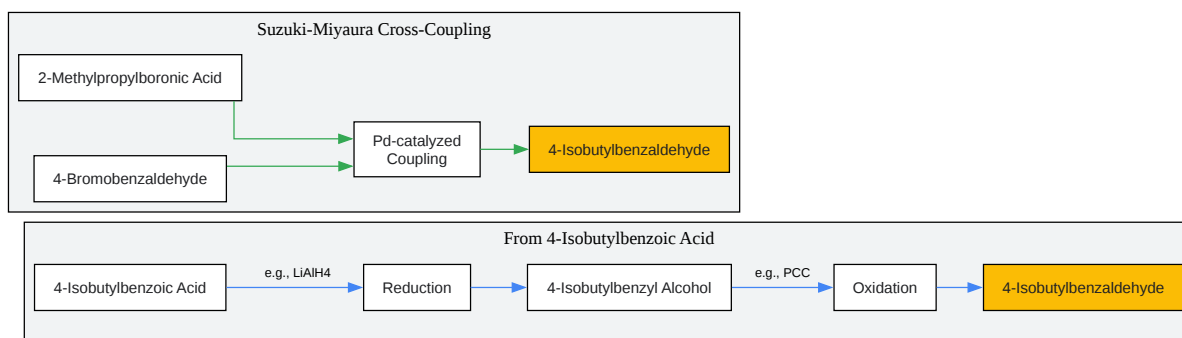 Suzuki-Miyaura Cross-Coupling
2-Methylpropylboronic Acid
Pd-catalyzed
Coupling
4-Isobutylbenzaldehyde
4-Bromobenzaldehyde
From 4-Isobutylbenzoic Acid
4-Isobutylbenzoic Acid
e.g., LiAlH4
Reduction
4-Isobutylbenzyl Alcohol
e.g., PCC
Oxidation
4-Isobutylbenzaldehyde